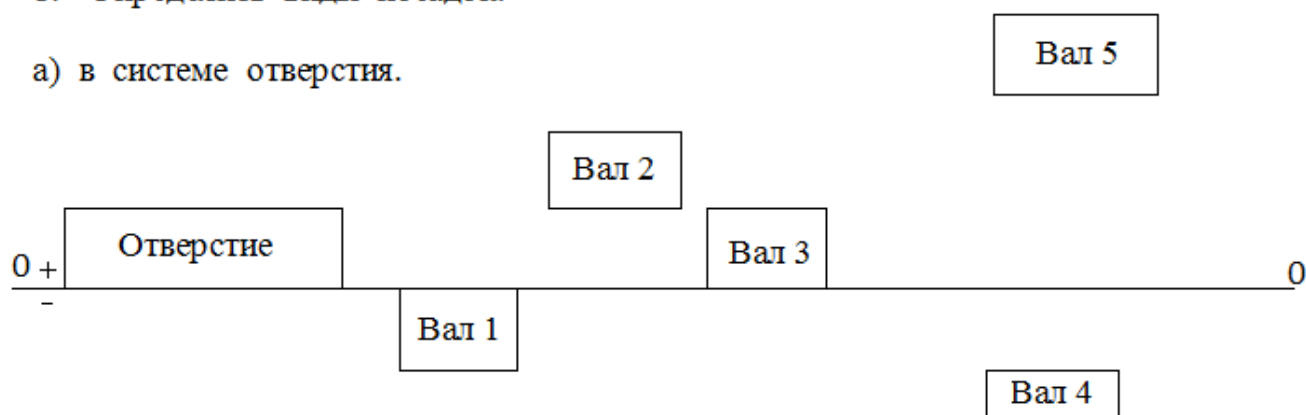 Вал 5
а) в системе отверстия.
Вал 2
Отверстие
Вал 3
0 +
0
-
Вал 1
Вал 4